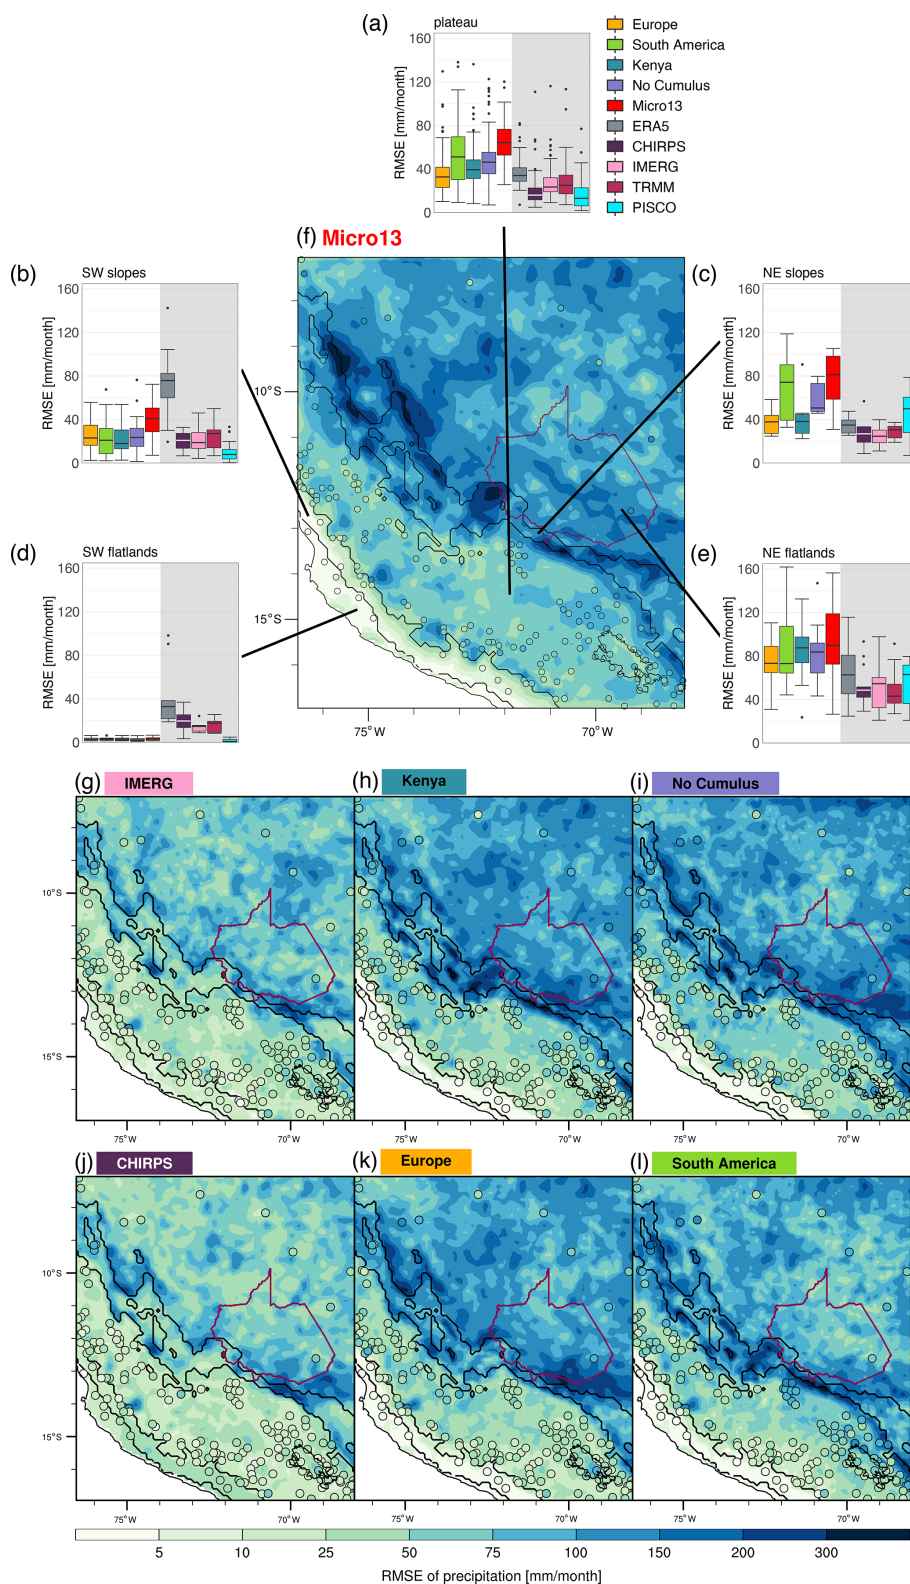 (a)
plateau
160
120
80
40
0
RMSE [mm/month]
Europe
South America
Kenya
No Cumulus
Micro13
ERA5
CHIRPS
IMERG
TRMM
PISCO
(f) Micro13
10°S
15°S
75°W
70°W
(b)
SW slopes
160
120
80
40
0
RMSE [mm/month]
(c)
NE slopes
160
120
80
40
0
RMSE [mm/month]
(d)
SW flatlands
160
120
80
40
0
RMSE [mm/month]
(e)
NE flatlands
160
120
80
40
0
RMSE [mm/month]
(g) IMERG
(h) Kenya
(i) No Cumulus
10°S
15°S
75°W 70°W 75°W 70°W 75°W 70°W
(j) CHIRPS
(k) Europe
(l) South America
10°S
15°S
75°W 70°W 75°W 70°W 75°W 70°W
5 10 25 50 75 100 150 200 300
RMSE of precipitation [mm/month]